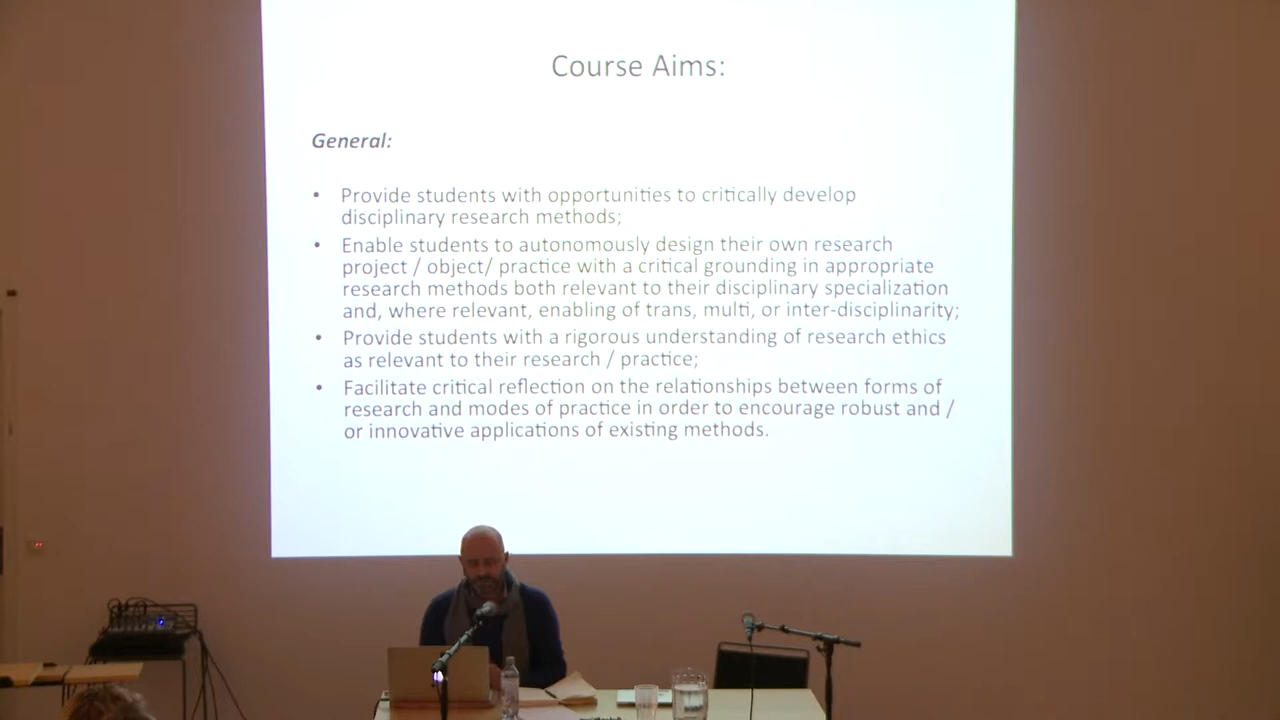 Course Aims:
General:
• Provide students with opportunities to critically develop
disciplinary research methods;
• Enable students to autonomously design their own research
project / object/ practice with a critical grounding in appropriate
research methods both relevant to their disciplinary specialization
and, where relevant, enabling of trans, multi, or inter-disciplinarity;
• Provide students with a rigorous understanding of research ethics
as relevant to their research / practice;
• Facilitate critical reflection on the relationships between forms of
research and modes of practice in order to encourage robust and /
or innovative applications of existing methods.